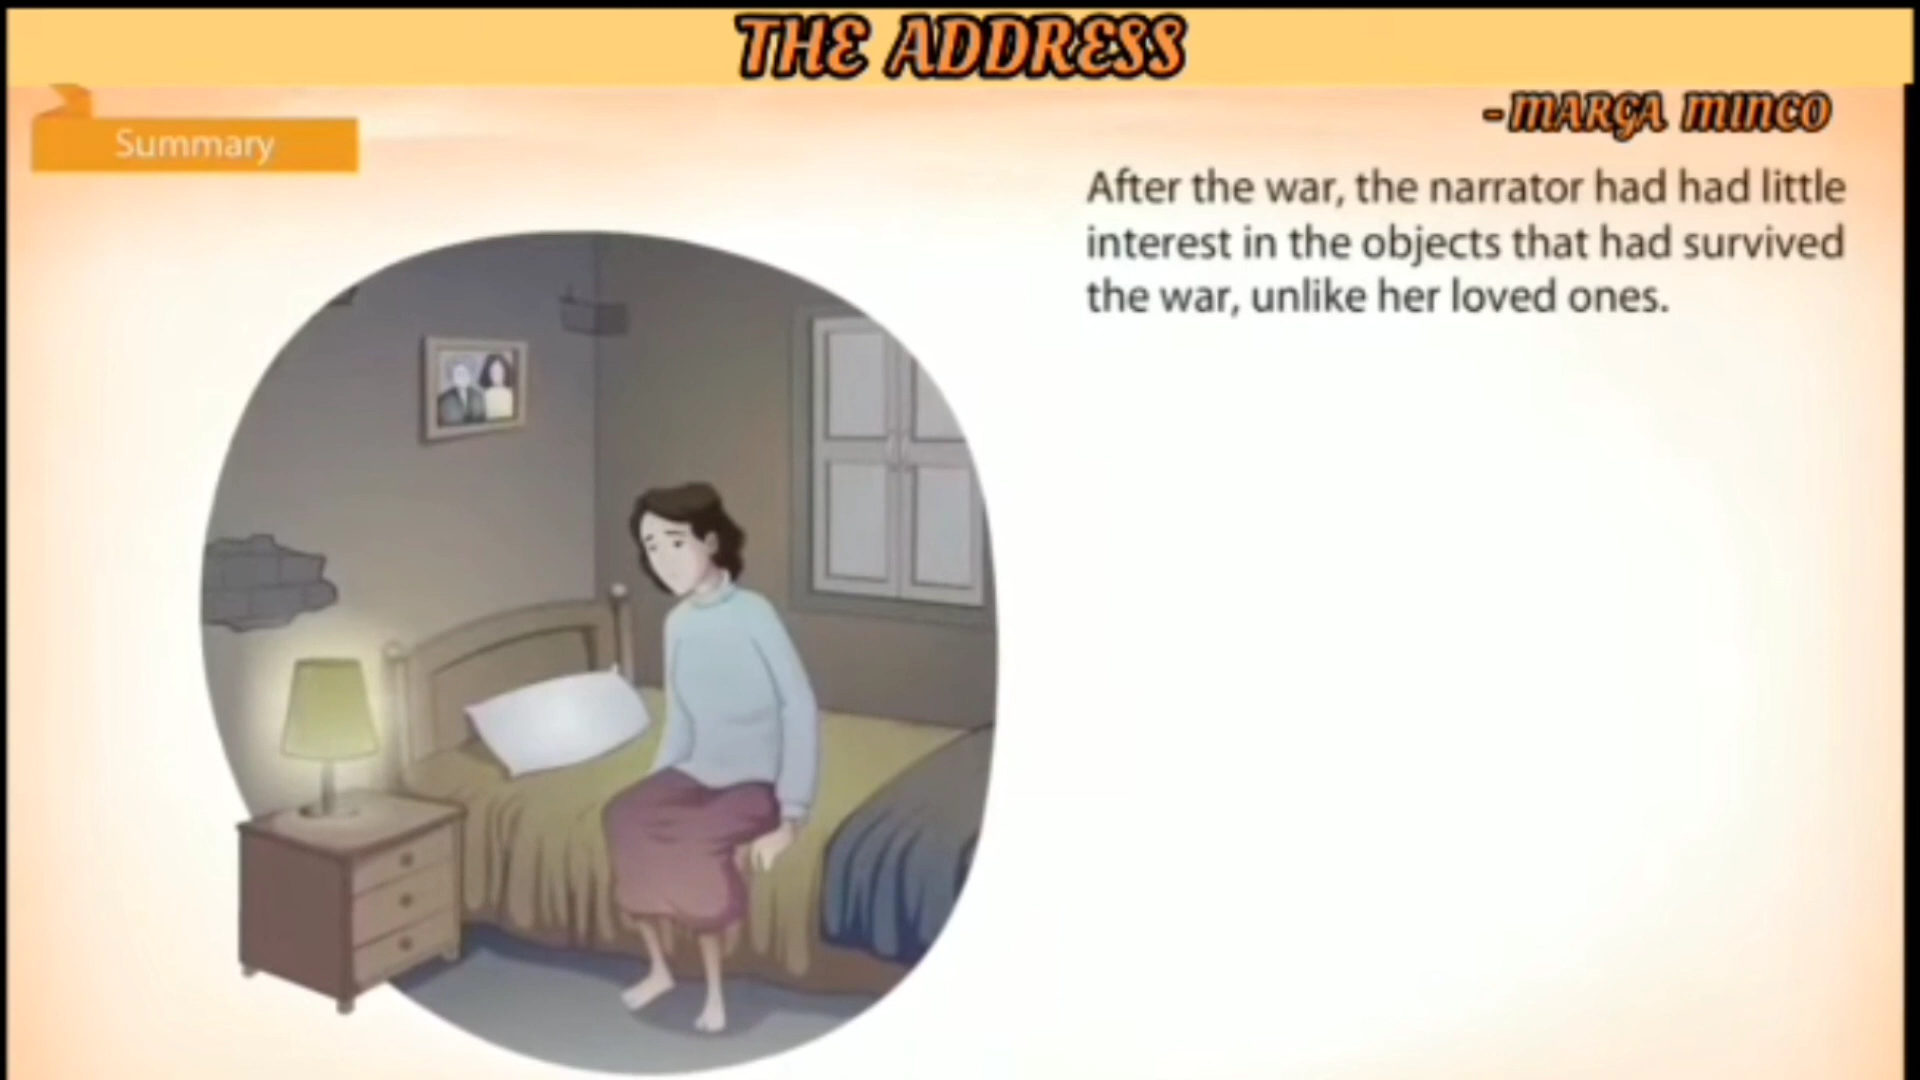 THE ADDRESS
- MARGA MINCO
Summary
After the war, the narrator had had little
interest in the objects that had survived
the war, unlike her loved ones.